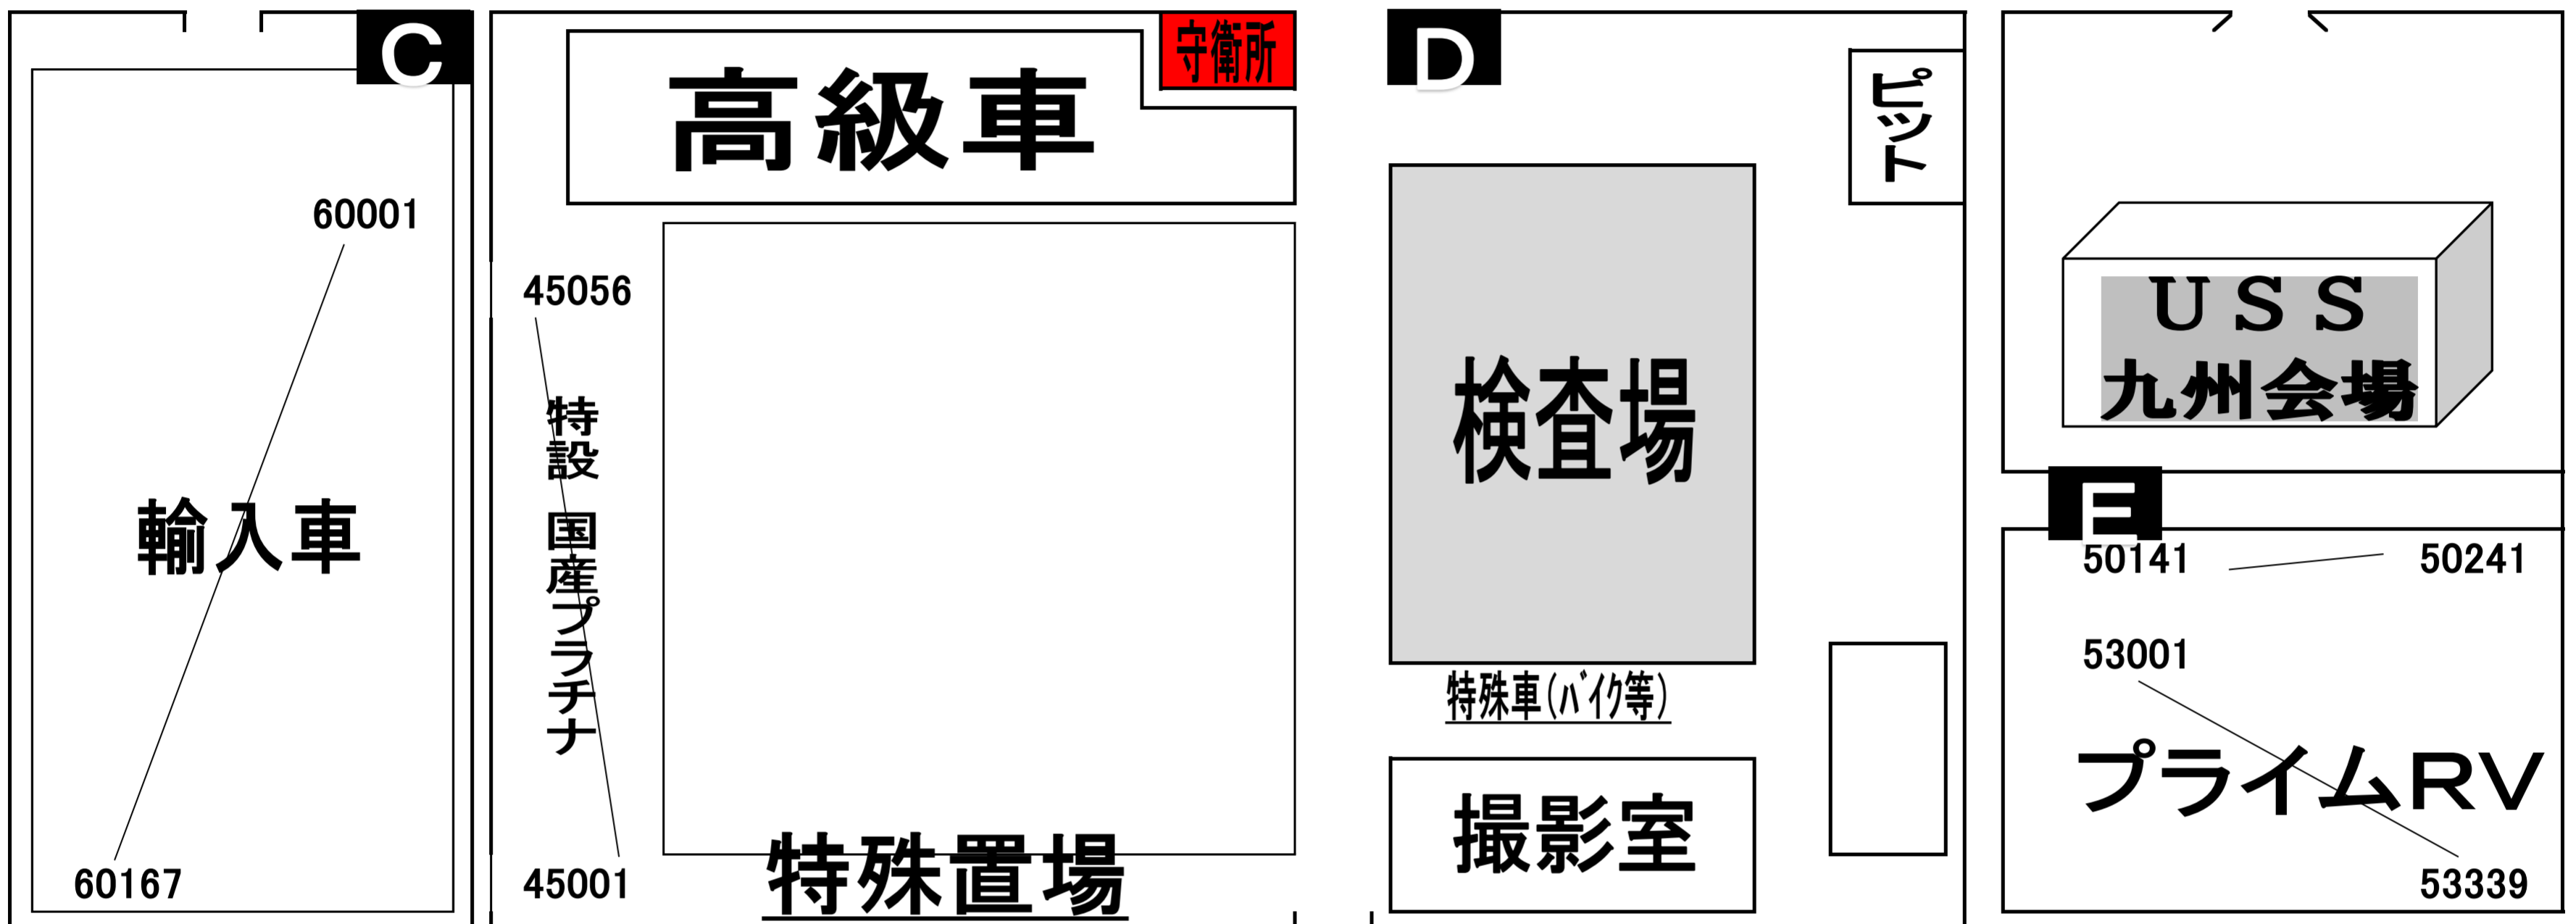 C
60001
輸入車
60167
高級車
守衛所
45056
特設 国産プラチナ
45001
特殊置場
D
ピット
検査場
特殊車(バイク等)
撮影室
USS
九州会場
E
50141 50241
53001
プライムRV
53339